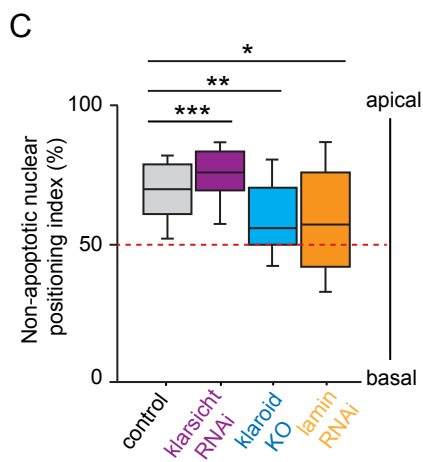 C
*
**
***
100
50
0
Non-apoptotic nuclear
positioning index (%)
apical
basal
control
klarsicht
RNAi
klaroid
KO
lamin
RNAi